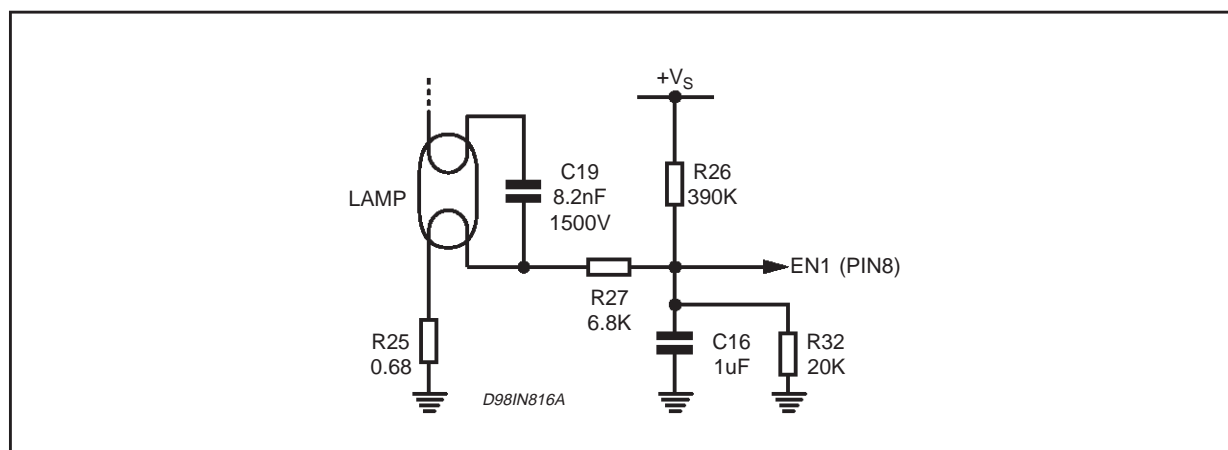 +VS
LAMP
C19
8.2nF
1500V
R26
390K
EN1 (PIN8)
R27
6.8K
R25
0.68
C16
1uF
R32
20K
D98IN816A